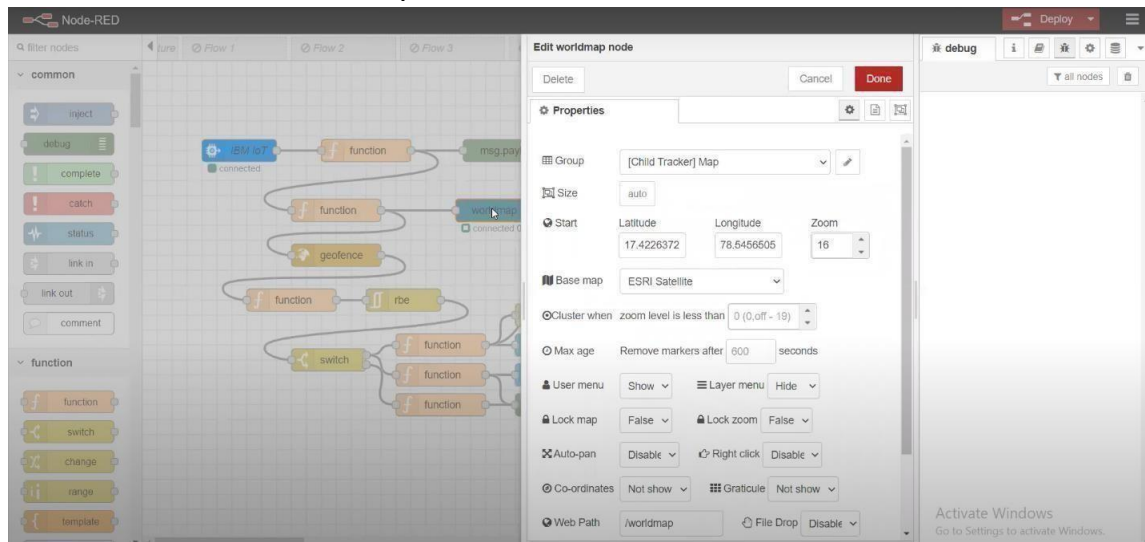 Node-RED
Deploy
filter nodes
Flow 1
Flow 2
Flow 3
common
inject
debug
complete
catch
status
link in
link out
comment
function
function
switch
change
range
template
IBM IoT
connected
function
msg.pay
function
worldmap
connected
geofence
function
rbe
switch
function
function
function
Edit worldmap node
Delete
Cancel
Done
Properties
Group
[Child Tracker] Map
Size
auto
Start
Latitude
Longitude
Zoom
17.4226372
78.5456505
16
Base map
ESRI Satellite
Cluster when zoom level is less than 0 (0,off - 19)
Max age Remove markers after 600 seconds
User menu Show Layer menu Hide
Lock map False Lock zoom False
Auto-pan Disable Right click Disable
Co-ordinates Not show Graticule Not show
Web Path /worldmap File Drop Disable
debug
i
all nodes
Activate Windows
Go to Settings to activate Windows.